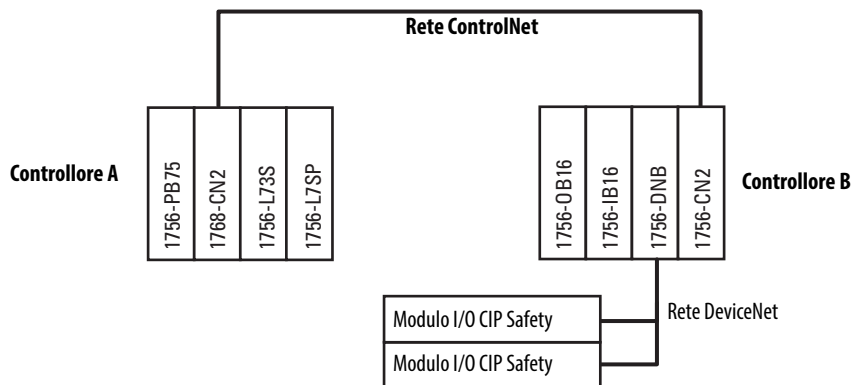 Rete ControlNet
Controllore A
1756-PB75
1768-CN2
1756-L73S
1756-L7SP
1756-OB16
1756-IB16
1756-DNB
1756-CN2
Controllore B
Modulo I/O CIP Safety
Modulo I/O CIP Safety
Rete DeviceNet